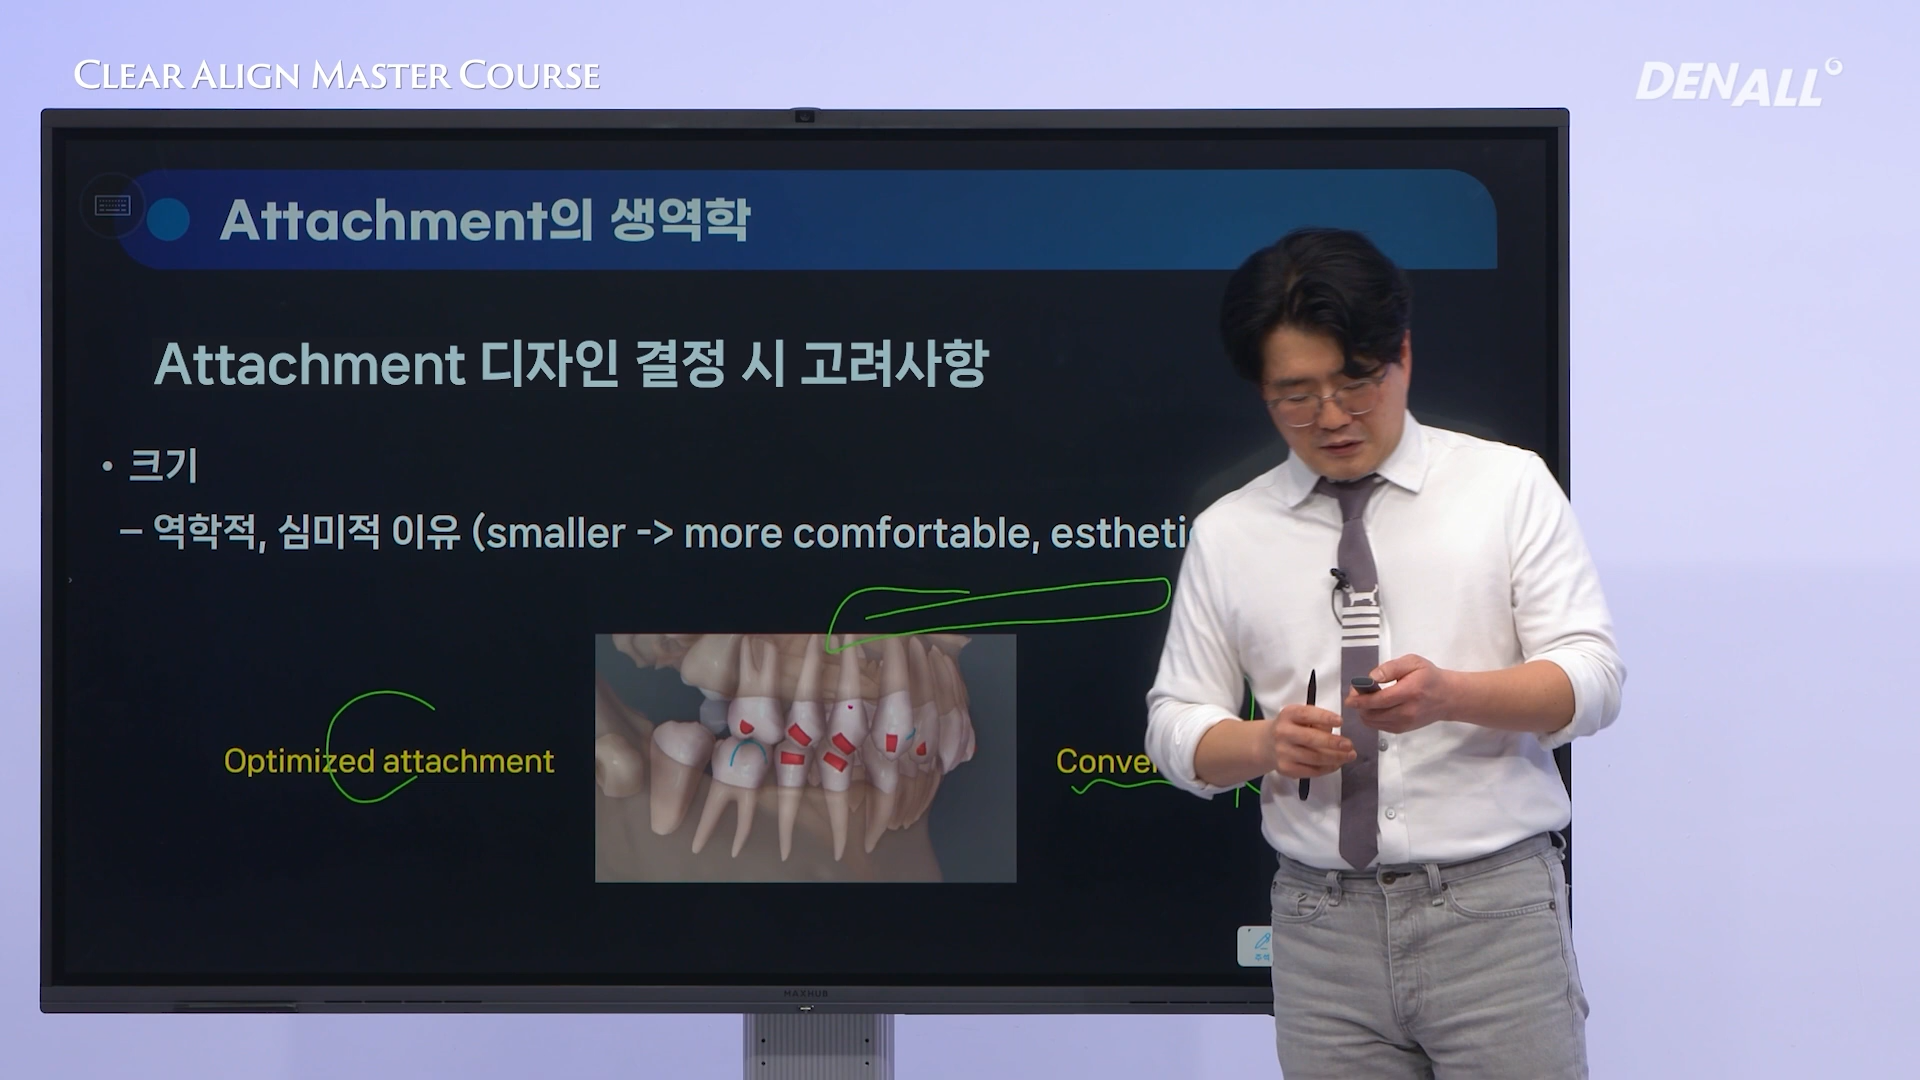 CLEAR ALIGN MASTER COURSE
DENALL
Attachment의 생역학
Attachment 디자인 결정 시 고려사항
• 크기
– 역학적, 심미적 이유 (smaller -> more comfortable,
Optimized attachment
MAXHUB
주석